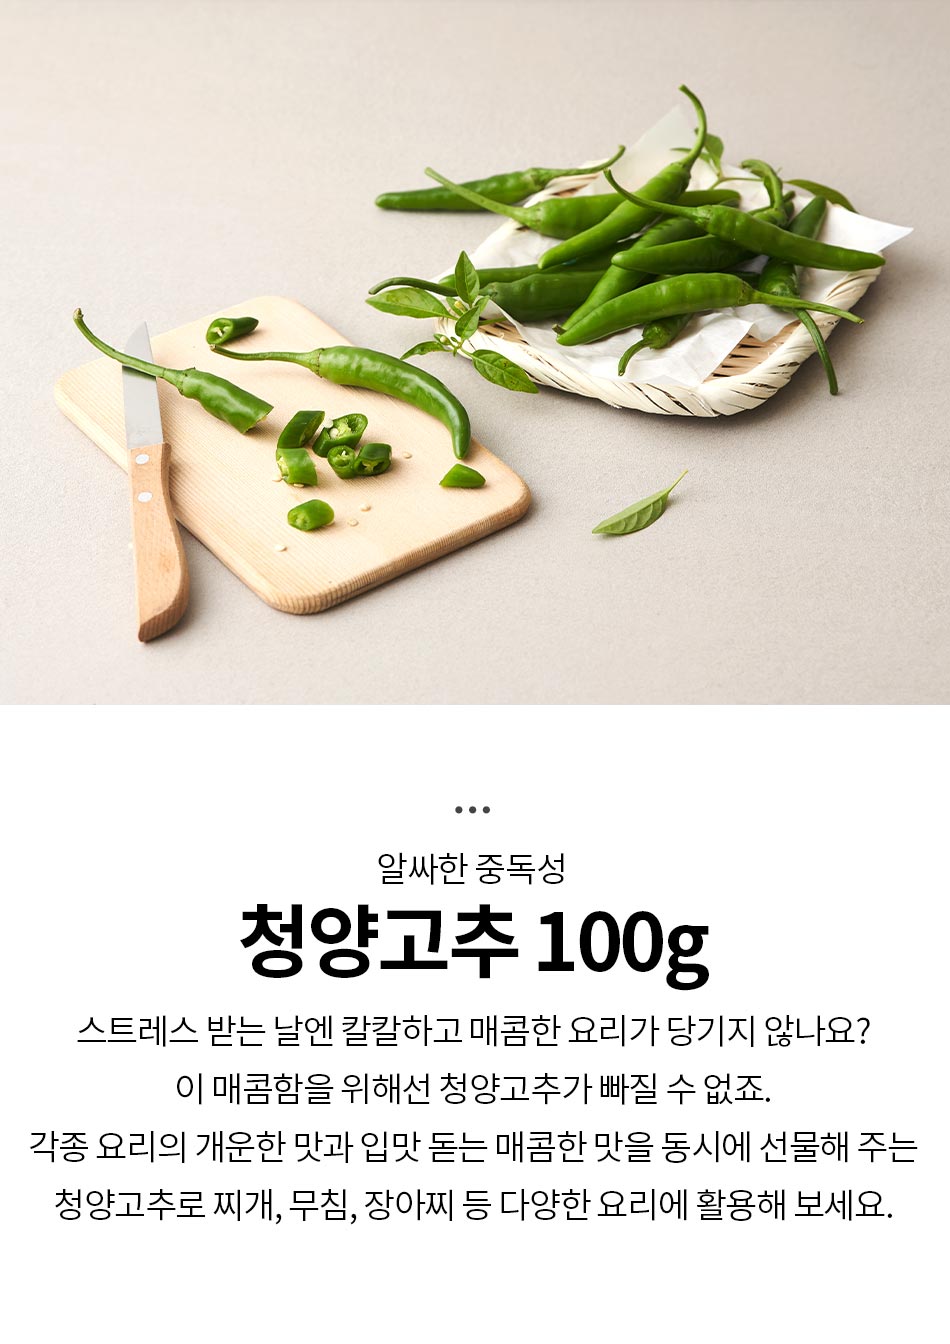 알싸한 중독성
청양고추 100g
스트레스 받는 날엔 칼칼하고 매콤한 요리가 당기지 않나요?
이 매콤함을 위해선 청양고추가 빠질 수 없죠.
각종 요리의 개운한 맛과 입맛 돋는 매콤한 맛을 동시에 선물해 주는
청양고추로 찌개, 무침, 장아찌 등 다양한 요리에 활용해 보세요.